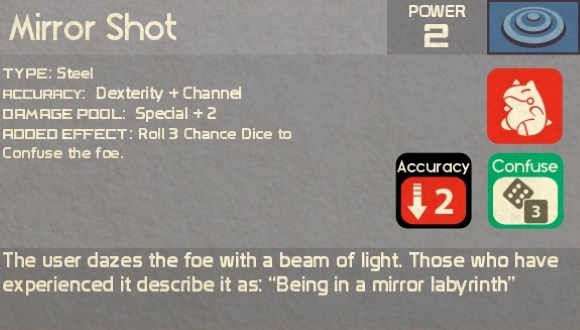 Mirror Shot
POWER
2
TYPE: Steel
ACCURACY: Dexterity + Channel
DAMAGE POOL: Special + 2
ADDED EFFECT: Roll 3 Chance Dice to
Confuse the foe.
Accuracy
2
Confuse
3
The user dazes the foe with a beam of light. Those who have
experienced it describe it as: “Being in a mirror labyrinth”